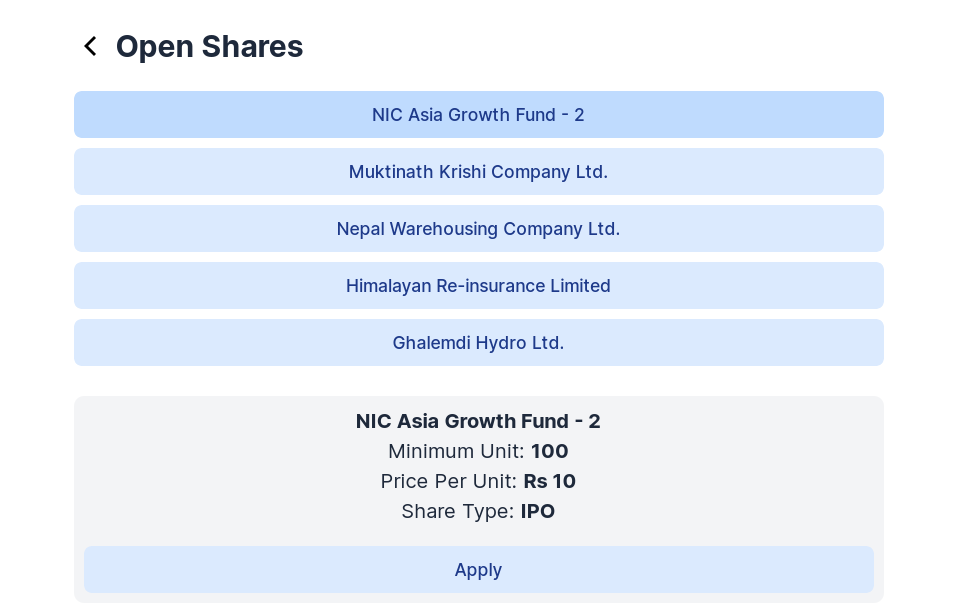 Open Shares
NIC Asia Growth Fund - 2
Muktinath Krishi Company Ltd.
Nepal Warehousing Company Ltd.
Himalayan Re-insurance Limited
Ghalemdi Hydro Ltd.
NIC Asia Growth Fund - 2
Minimum Unit: 100
Price Per Unit: Rs 10
Share Type: IPO
Apply